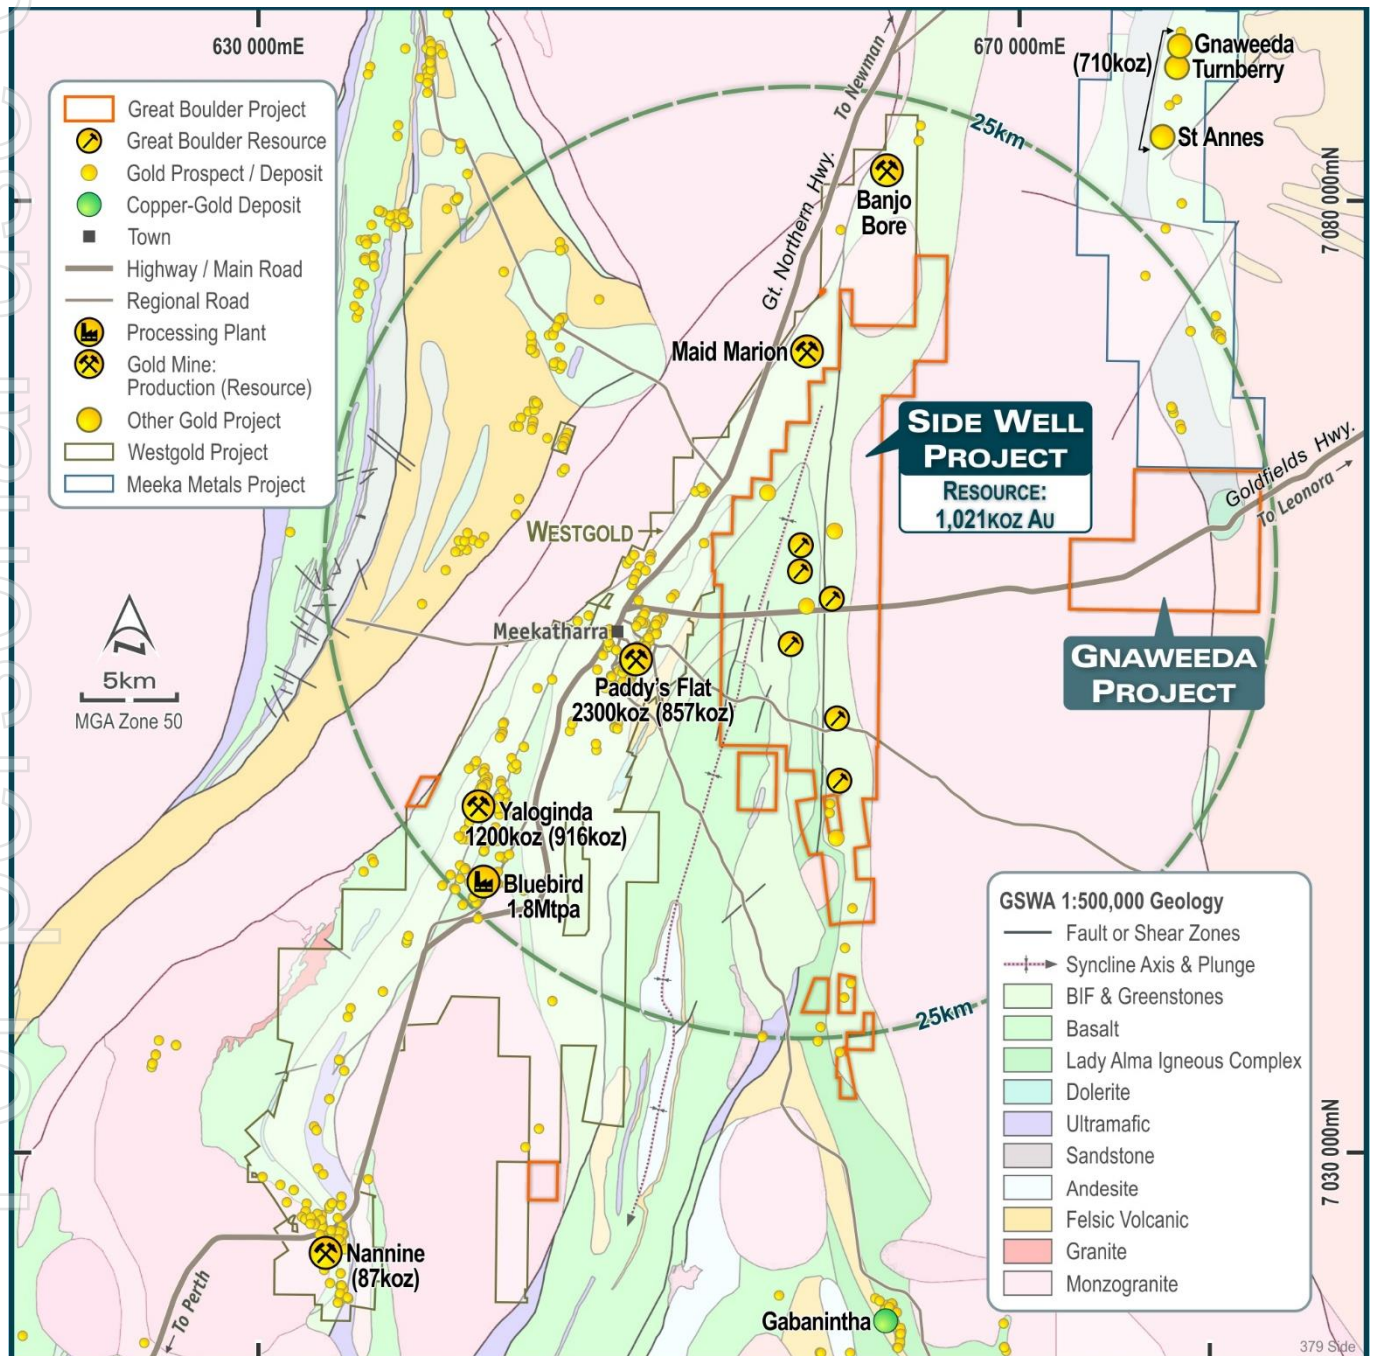 630 000mE
670 000mE
To Newman
Gnaweeda
(710koz)
Turnberry
St Annes
25km
Great Boulder Project
Great Boulder Resource
Gold Prospect / Deposit
Copper-Gold Deposit
Town
Highway / Main Road
Regional Road
Processing Plant
Gold Mine:
Production (Resource)
Other Gold Project
Westgold Project
Meeka Metals Project
Banjo
Bore
7 080 000mN
Gt. Northern Hwy.
Maid Marion
SIDE WELL
PROJECT
RESOURCE:
1,021KOZ AU
Goldfields Hwy.
To Leonora
WESTGOLD
Meekatharra
N
5km
MGA Zone 50
GNAWEEDA
PROJECT
Paddy's Flat
2300koz (857koz)
Yaloginda
1200koz (916koz)
Bluebird
1.8Mtpa
25km
GSWA 1:500,000 Geology
Fault or Shear Zones
Syncline Axis & Plunge
BIF & Greenstones
Basalt
Lady Alma Igneous Complex
Dolerite
Ultramafic
Sandstone
Andesite
Felsic Volcanic
Granite
Monzogranite
7 030 000mN
Nannine
(87koz)
To Perth
Gabanintha
379 Side